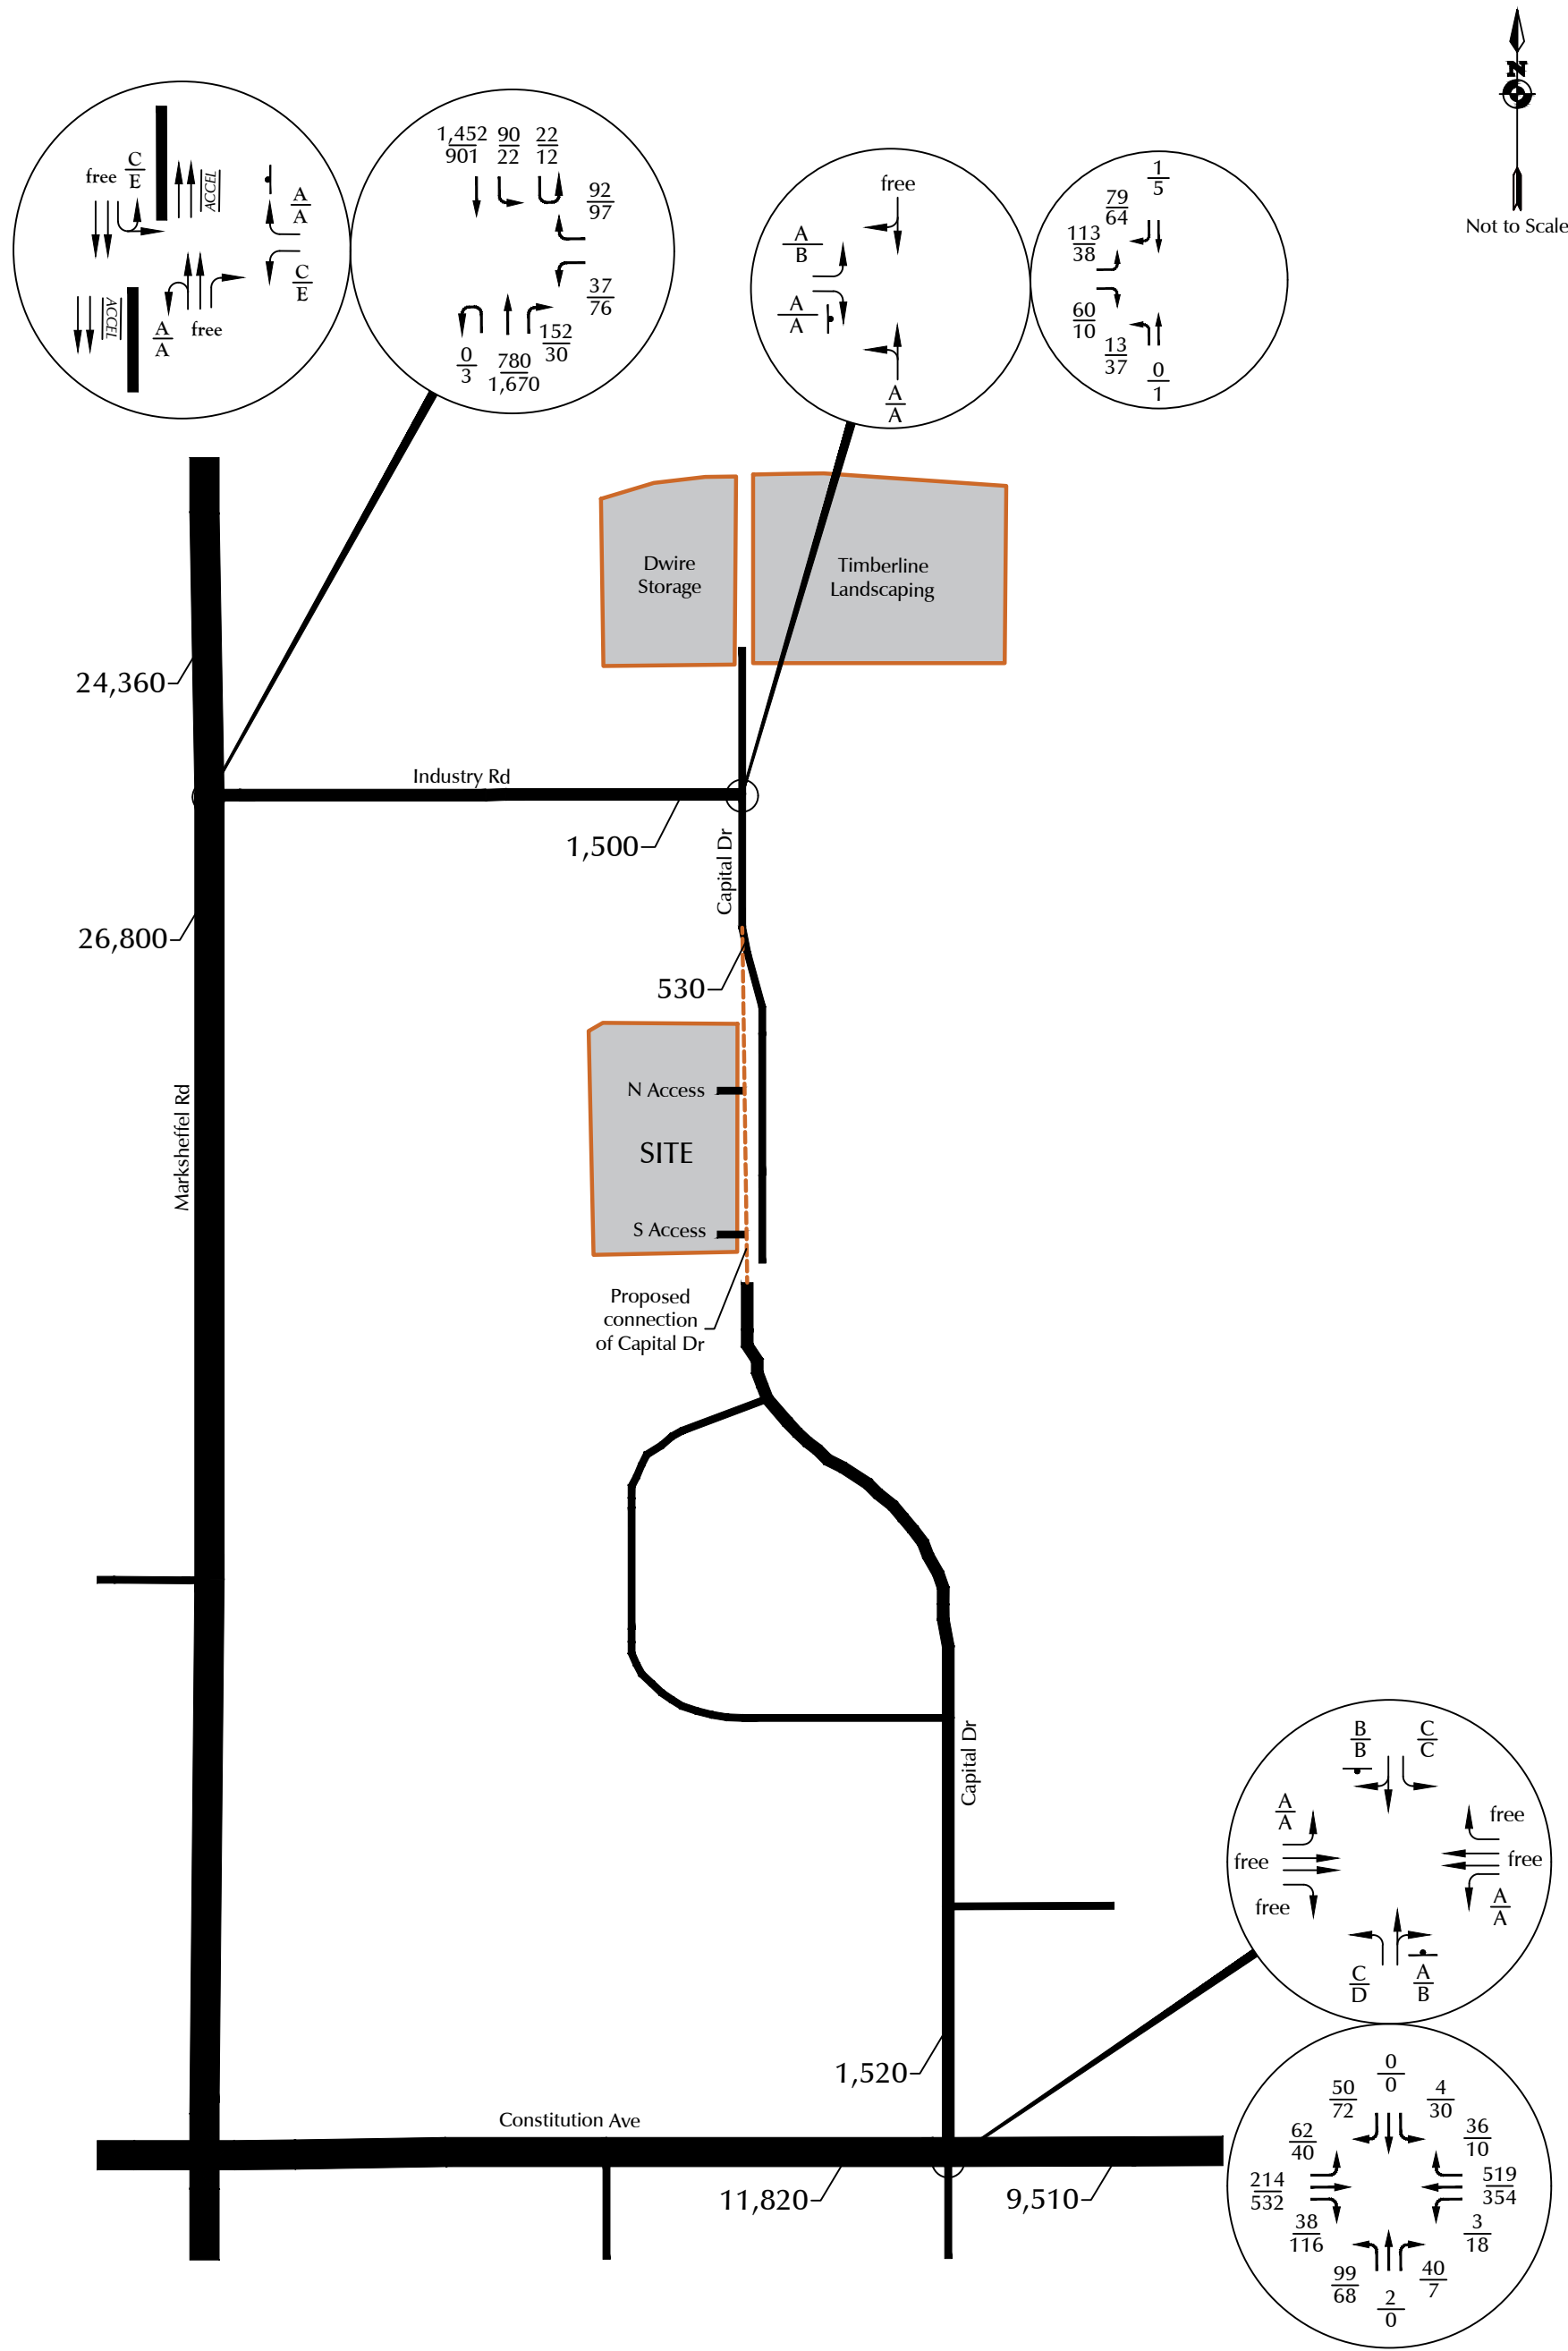 N
Not to Scale
free
C
E
ACCEL
A
A
C
E
ACCEL
A
A
free
1,452
901
90
22
22
12
92
97
37
76
0
3
780
1,670
152
30
free
A
B
A
A
A
A
1
5
79
64
113
38
60
10
13
37
0
1
Dwire
Storage
Timberline
Landscaping
24,360
Industry Rd
1,500
Capital Dr
26,800
530
N Access
SITE
S Access
Marksheffel Rd
Proposed
connection
of Capital Dr
Capital Dr
B
B
C
C
A
A
free
free
free
free
A
A
C
D
A
B
1,520
Constitution Ave
11,820
9,510
0
0
50
72
4
30
62
40
36
10
214
532
519
354
38
116
3
18
99
68
40
7
2
0